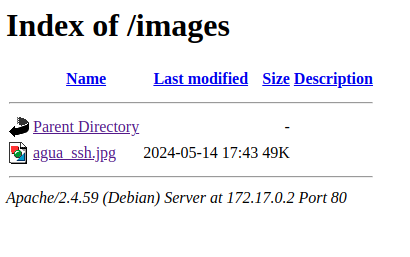 Index of /images
Name Last modified Size Description
Parent Directory -
agua_ssh.jpg 2024-05-14 17:43 49K
Apache/2.4.59 (Debian) Server at 172.17.0.2 Port 80